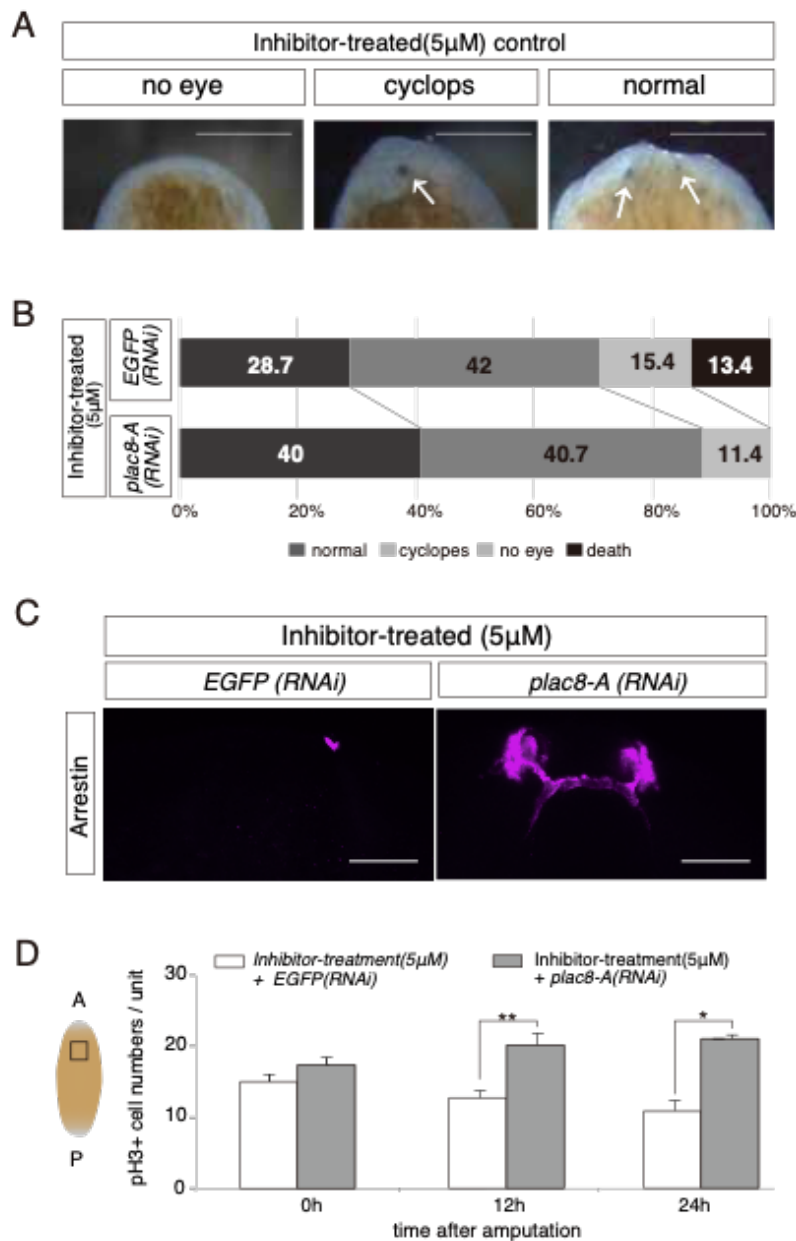 A
Inhibitor-treated(5μM) control
no eye
cyclops
normal
B
Inhibitor-treated
(5μM)
EGFP
(RNAi)
28.7
42
15.4
13.4
plac8-A
(RNAi)
40
40.7
11.4
0%
20%
40%
60%
80%
100%
normal
cyclopes
no eye
death
C
Inhibitor-treated (5μM)
EGFP (RNAi)
plac8-A (RNAi)
Arrestin
D
A
P
Inhibitor-treatment(5μM)
+ EGFP(RNAi)
Inhibitor-treatment(5μM)
+ plac8-A(RNAi)
pH3+ cell numbers / unit
30
20
10
0
**
*
0h
12h
24h
time after amputation